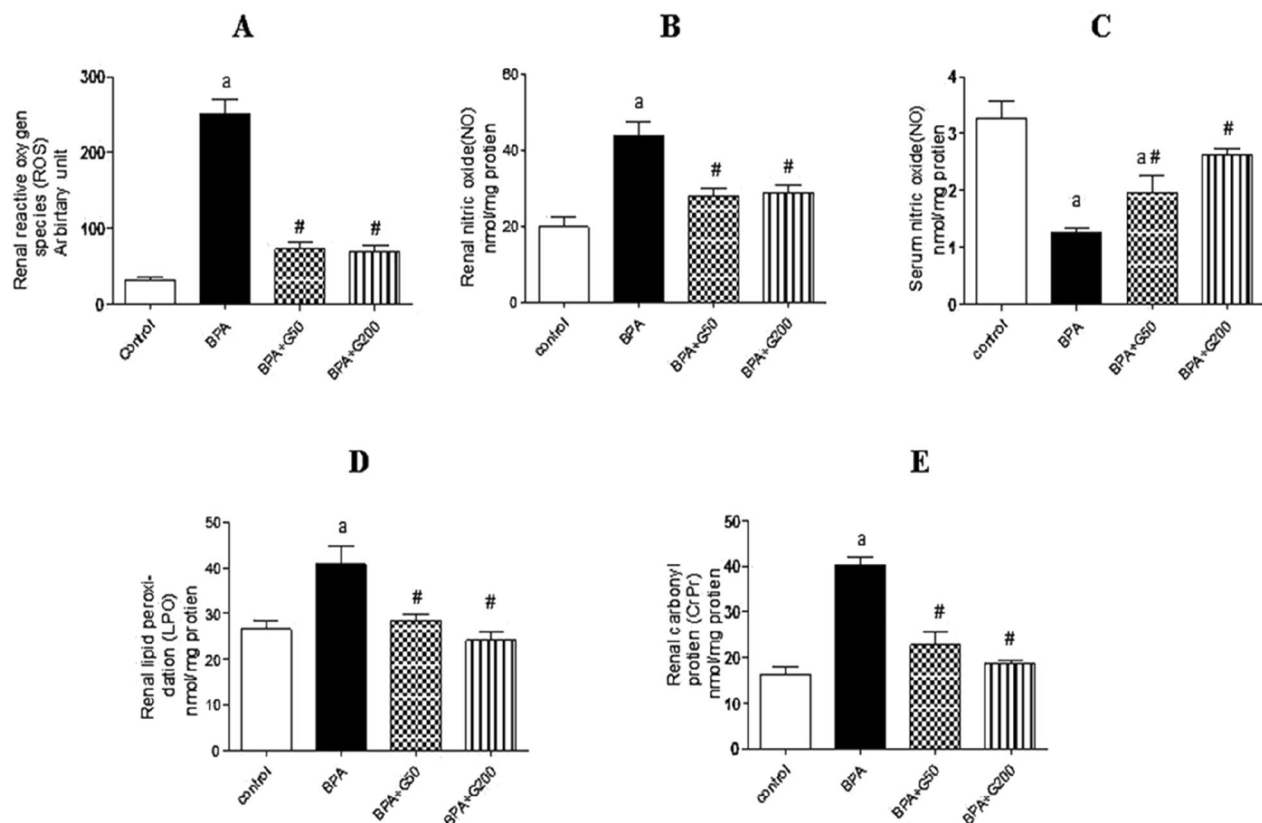 A
Renal reactive oxygen
species (ROS)
Arbirtary unit
300
200
100
0
a
#
#
Control
BPA
BPA+G50
BPA+G200
B
Renal nitric oxide(NO)
nmol/mg protien
60
40
20
0
a
#
#
control
BPA
BPA+G50
BPA+G200
C
Serum nitric oxide(NO)
nmol/mg protien
4
3
2
1
0
a
a #
#
control
BPA
BPA+G50
BPA+G200
D
Renal lipid peroxi-
dation (LPO)
nmol/mg protien
50
40
30
20
10
0
a
#
#
control
BPA
BPA+G50
BPA+G200
E
Renal carbonyl
protien (CrPr)
nmol/mg protien
50
40
30
20
10
0
a
#
#
control
BPA
BPA+G50
BPA+G200